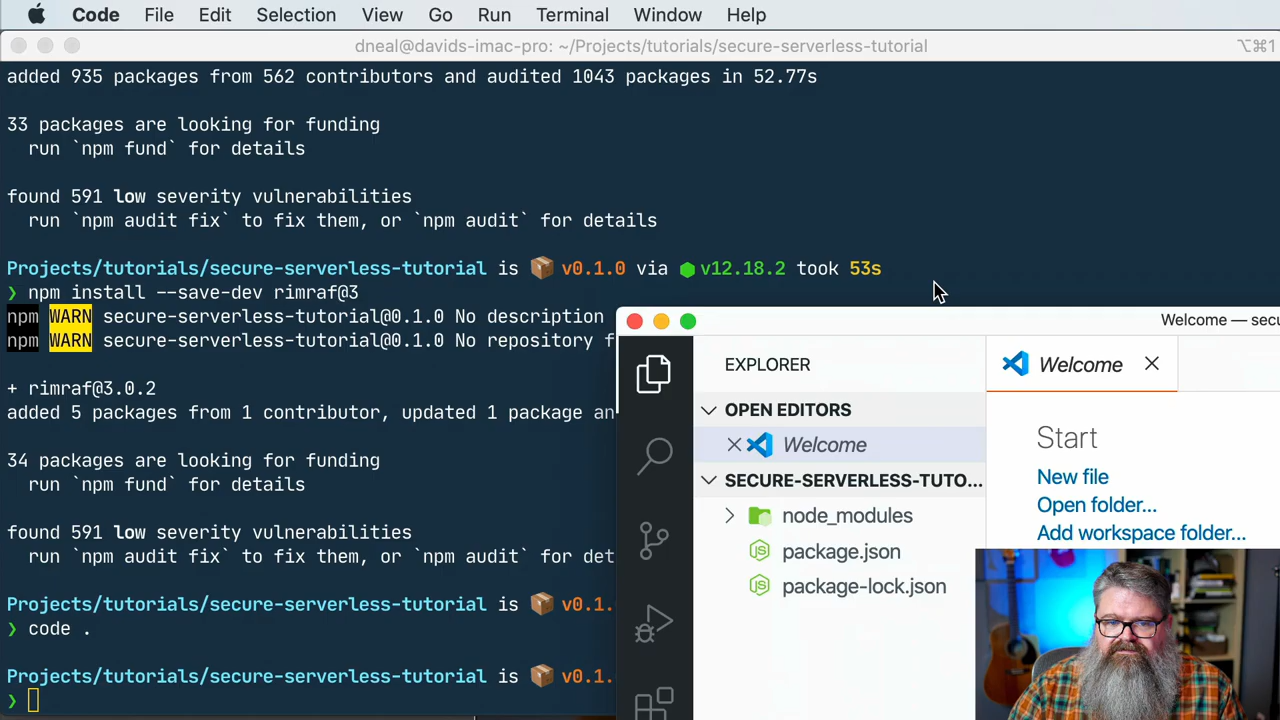 Code File Edit Selection View Go Run Terminal Window Help
dneal@davids-imac-pro: ~/Projects/tutorials/secure-serverless-tutorial ⌥⌘1
added 935 packages from 562 contributors and audited 1043 packages in 52.77s
33 packages are looking for funding
run `npm fund` for details
found 591 low severity vulnerabilities
run `npm audit fix` to fix them, or `npm audit` for details
Projects/tutorials/secure-serverless-tutorial is 📦 v0.1.0 via ⬢ v12.18.2 took 53s
❯ npm install --save-dev rimraf@3
npm WARN secure-serverless-tutorial@0.1.0 No description
npm WARN secure-serverless-tutorial@0.1.0 No repository f
+ rimraf@3.0.2
added 5 packages from 1 contributor, updated 1 package an
34 packages are looking for funding
run `npm fund` for details
found 591 low severity vulnerabilities
run `npm audit fix` to fix them, or `npm audit` for det
Projects/tutorials/secure-serverless-tutorial is 📦 v0.1.
❯ code .
Projects/tutorials/secure-serverless-tutorial is 📦 v0.1.
❯
Welcome — secu
EXPLORER
OPEN EDITORS
Welcome
SECURE-SERVERLESS-TUTO...
node_modules
package.json
package-lock.json
Welcome
Start
New file
Open folder...
Add workspace folder...